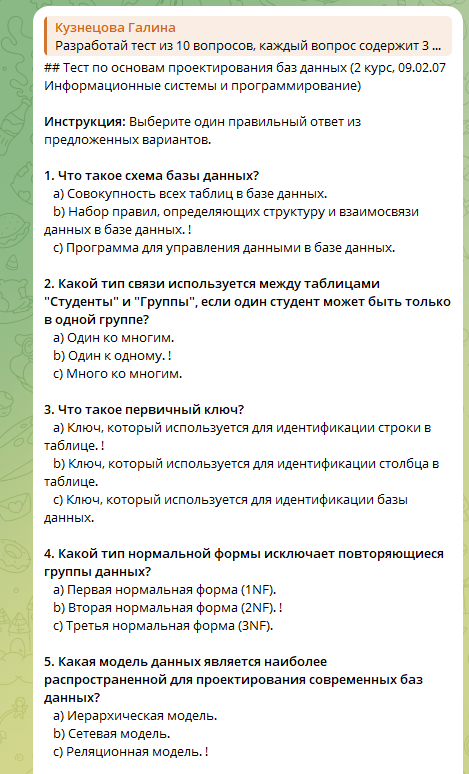 Кузнецова Галина
Разработай тест из 10 вопросов, каждый вопрос содержит 3 ...
## Тест по основам проектирования баз данных (2 курс, 09.02.07
Информационные системы и программирование)
Инструкция: Выберите один правильный ответ из
предложенных вариантов.
1. Что такое схема базы данных?
a) Совокупность всех таблиц в базе данных.
b) Набор правил, определяющих структуру и взаимосвязи
данных в базе данных. !
c) Программа для управления данными в базе данных.
2. Какой тип связи используется между таблицами
"Студенты" и "Группы", если один студент может быть только
в одной группе?
a) Один ко многим.
b) Один к одному. !
c) Много ко многим.
3. Что такое первичный ключ?
a) Ключ, который используется для идентификации строки в
таблице. !
b) Ключ, который используется для идентификации столбца в
таблице.
c) Ключ, который используется для идентификации базы
данных.
4. Какой тип нормальной формы исключает повторяющиеся
группы данных?
a) Первая нормальная форма (1NF).
b) Вторая нормальная форма (2NF). !
c) Третья нормальная форма (3NF).
5. Какая модель данных является наиболее
распространенной для проектирования современных баз
данных?
a) Иерархическая модель.
b) Сетевая модель.
c) Реляционная модель. !